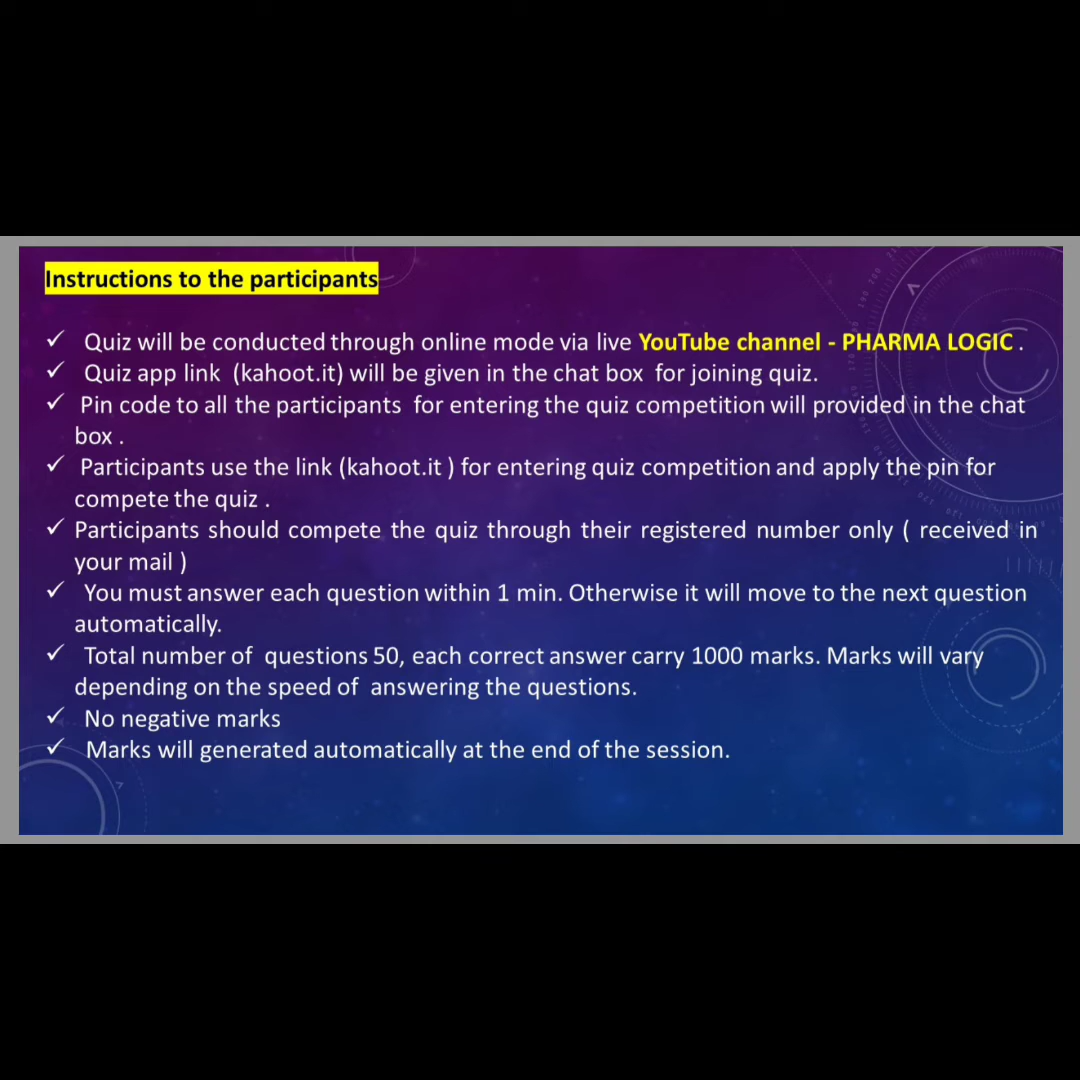 Instructions to the participants
✓ Quiz will be conducted through online mode via live YouTube channel - PHARMA LOGIC .
✓ Quiz app link (kahoot.it) will be given in the chat box for joining quiz.
✓ Pin code to all the participants for entering the quiz competition will provided in the chat
box .
✓ Participants use the link (kahoot.it ) for entering quiz competition and apply the pin for
compete the quiz .
✓ Participants should compete the quiz through their registered number only ( received in
your mail )
✓ You must answer each question within 1 min. Otherwise it will move to the next question
automatically.
✓ Total number of questions 50, each correct answer carry 1000 marks. Marks will vary
depending on the speed of answering the questions.
✓ No negative marks
✓ Marks will generated automatically at the end of the session.